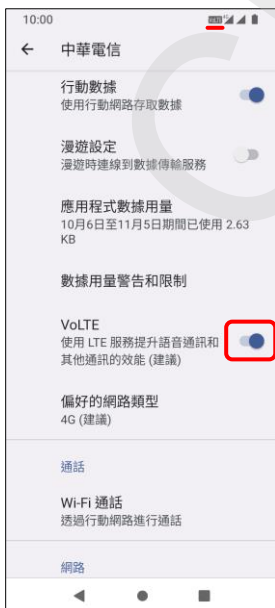 10:00
中華電信
行動數據
使用行動網路存取數據
漫遊設定
漫遊時連線到數據傳輸服務
應用程式數據用量
10月6日至11月5日期間已使用 2.63
KB
數據用量警告和限制
VoLTE
使用 LTE 服務提升語音通訊和
其他通訊的效能 (建議)
偏好的網路類型
4G (建議)
通話
Wi-Fi 通話
透過行動網路進行通話
網路